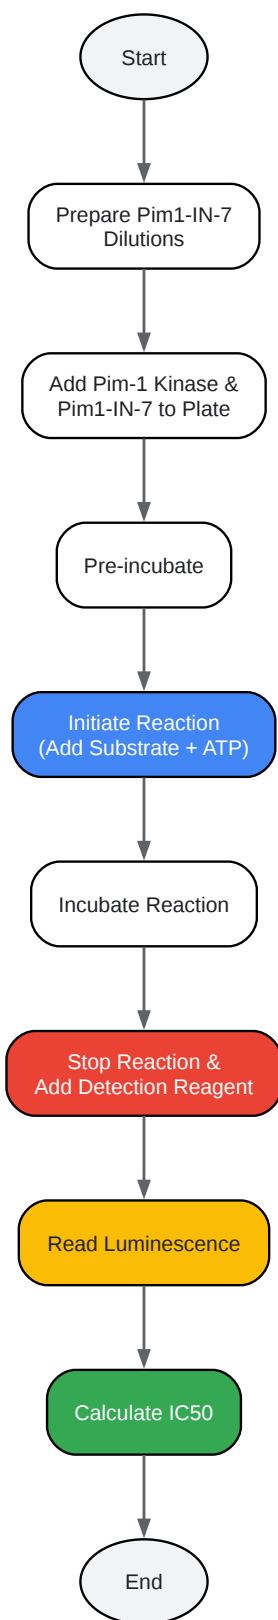 Start
Prepare Pim1-IN-7
Dilutions
Add Pim-1 Kinase &
Pim1-IN-7 to Plate
Pre-incubate
Initiate Reaction
(Add Substrate + ATP)
Incubate Reaction
Stop Reaction &
Add Detection Reagent
Read Luminescence
Calculate IC50
End